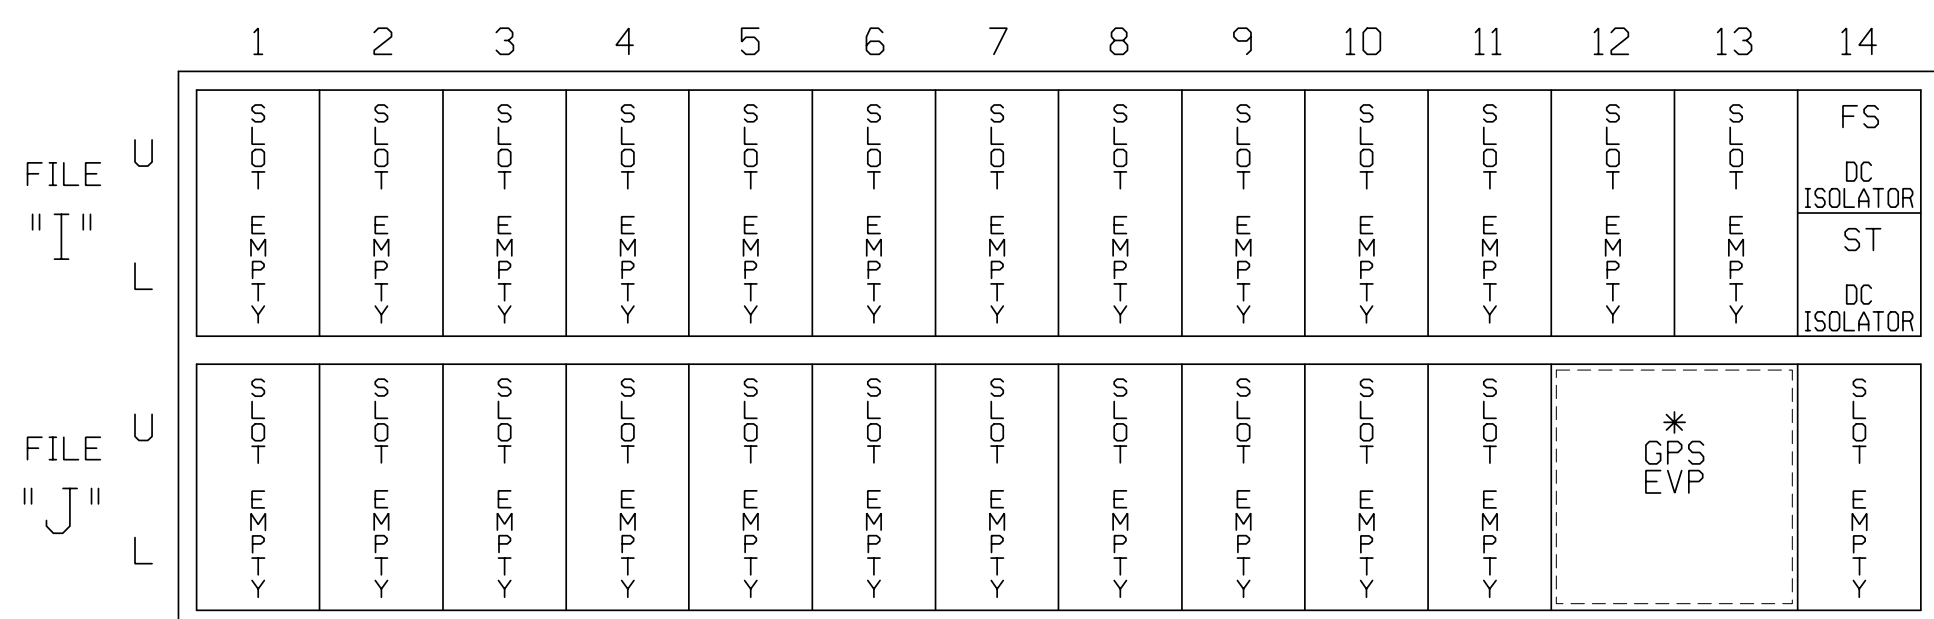 1 2 3 4 5 6 7 8 9 10 11 12 13 14
FILE "I"
U
L
SLOT EMPTY
SLOT EMPTY
SLOT EMPTY
SLOT EMPTY
SLOT EMPTY
SLOT EMPTY
SLOT EMPTY
SLOT EMPTY
SLOT EMPTY
SLOT EMPTY
SLOT EMPTY
SLOT EMPTY
SLOT EMPTY
FS
DC
ISOLATOR
ST
DC
ISOLATOR
FILE "J"
U
L
SLOT EMPTY
SLOT EMPTY
SLOT EMPTY
SLOT EMPTY
SLOT EMPTY
SLOT EMPTY
SLOT EMPTY
SLOT EMPTY
SLOT EMPTY
SLOT EMPTY
SLOT EMPTY
*
GPS
EVP
SLOT EMPTY